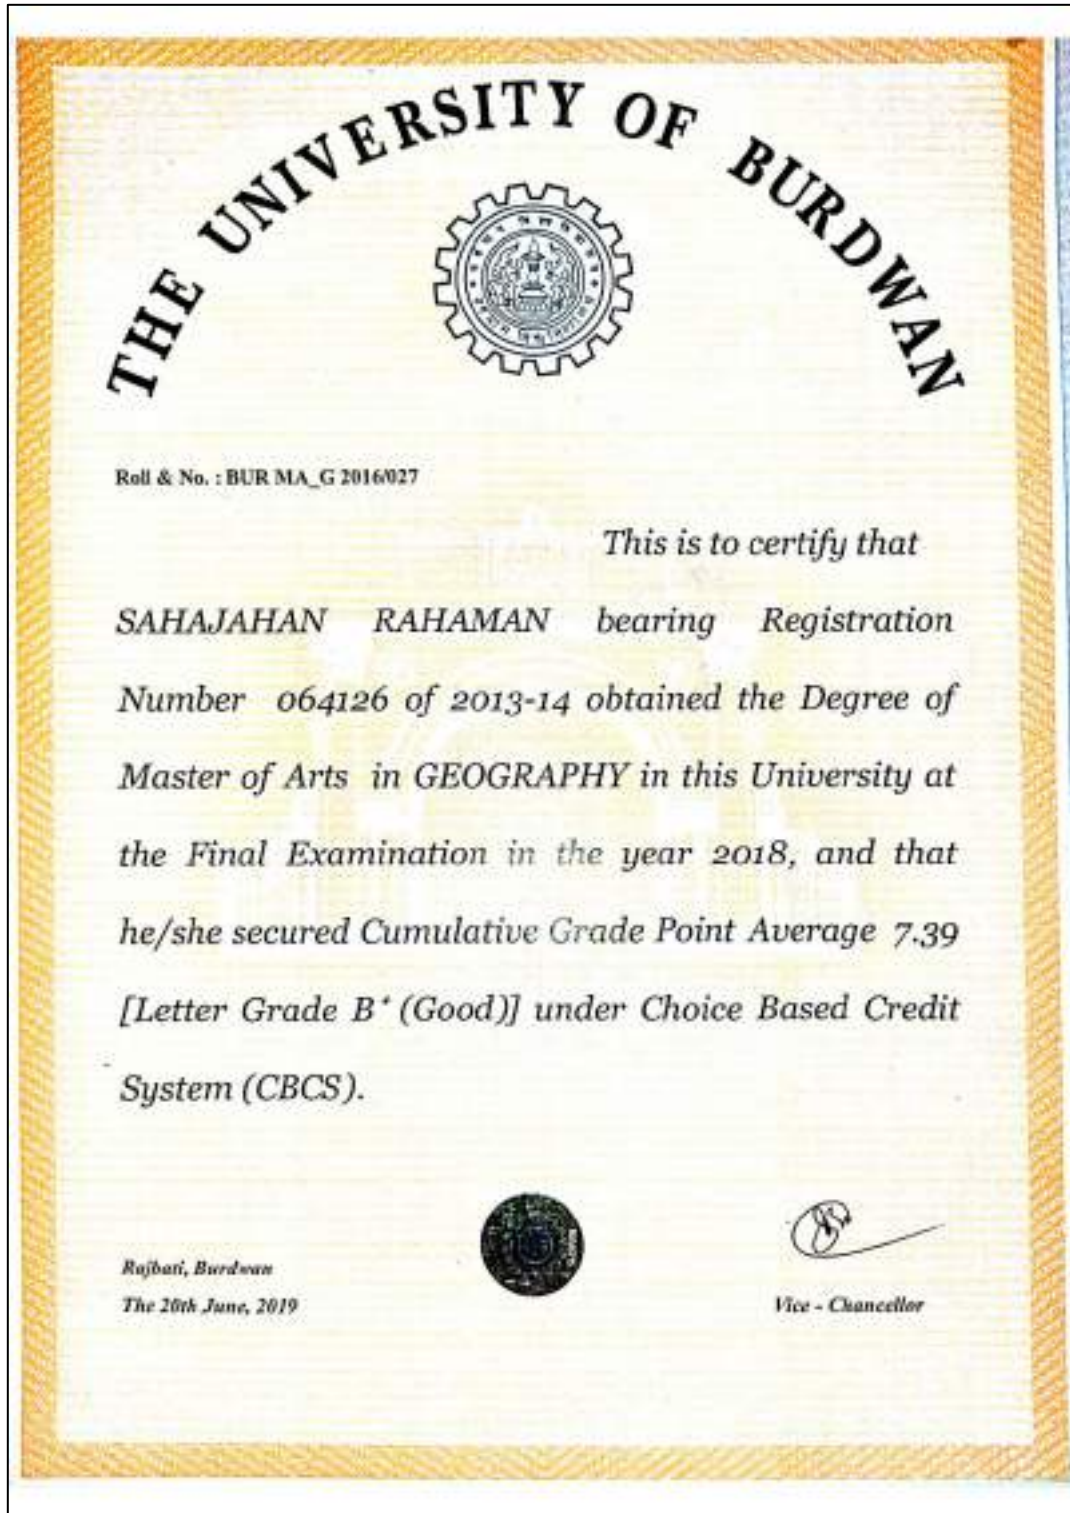 THE UNIVERSITY OF BURDWAN
Roll & No. : BUR MA_G 2016/027
This is to certify that
SAHAJAHAN RAHAMAN bearing Registration
Number 064126 of 2013-14 obtained the Degree of
Master of Arts in GEOGRAPHY in this University at
the Final Examination in the year 2018, and that
he/she secured Cumulative Grade Point Average 7.39
[Letter Grade B⁺ (Good)] under Choice Based Credit
System (CBCS).
Rajbati, Burdwan
The 20th June, 2019
Vice - Chancellor